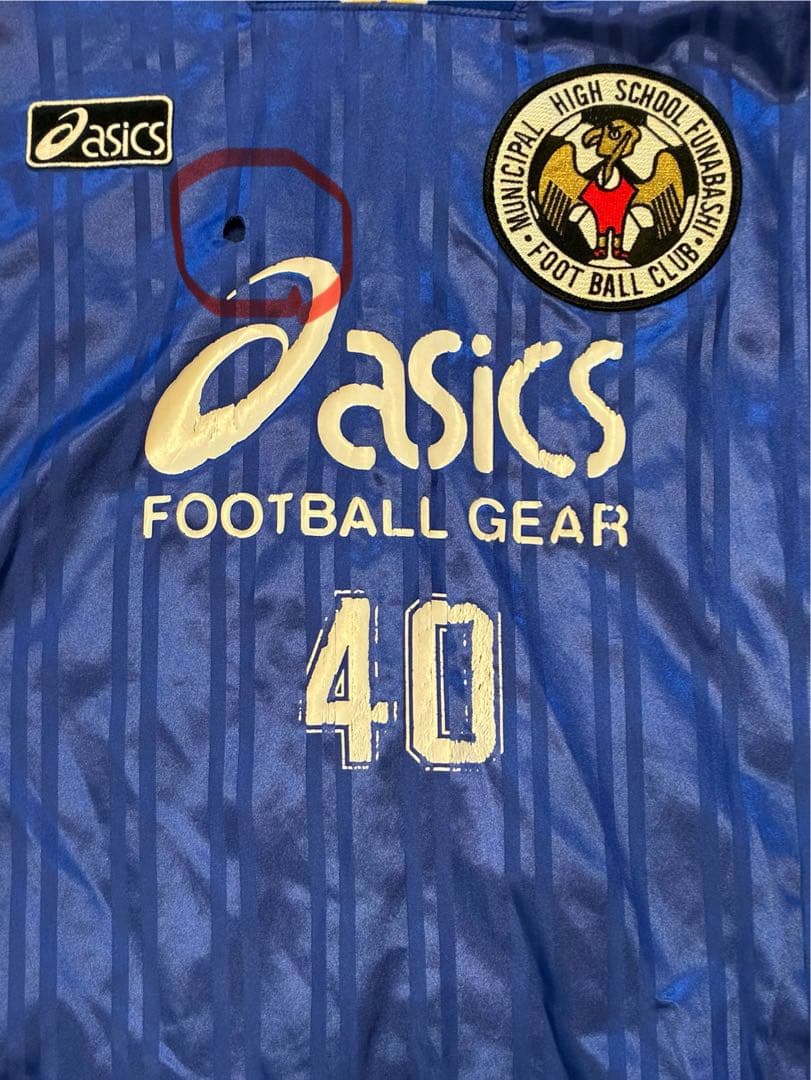 asics
MUNICIPAL HIGH SCHOOL FUNABASHI
・FOOT BALL CLUB・
asics
FOOTBALL GEAR
40